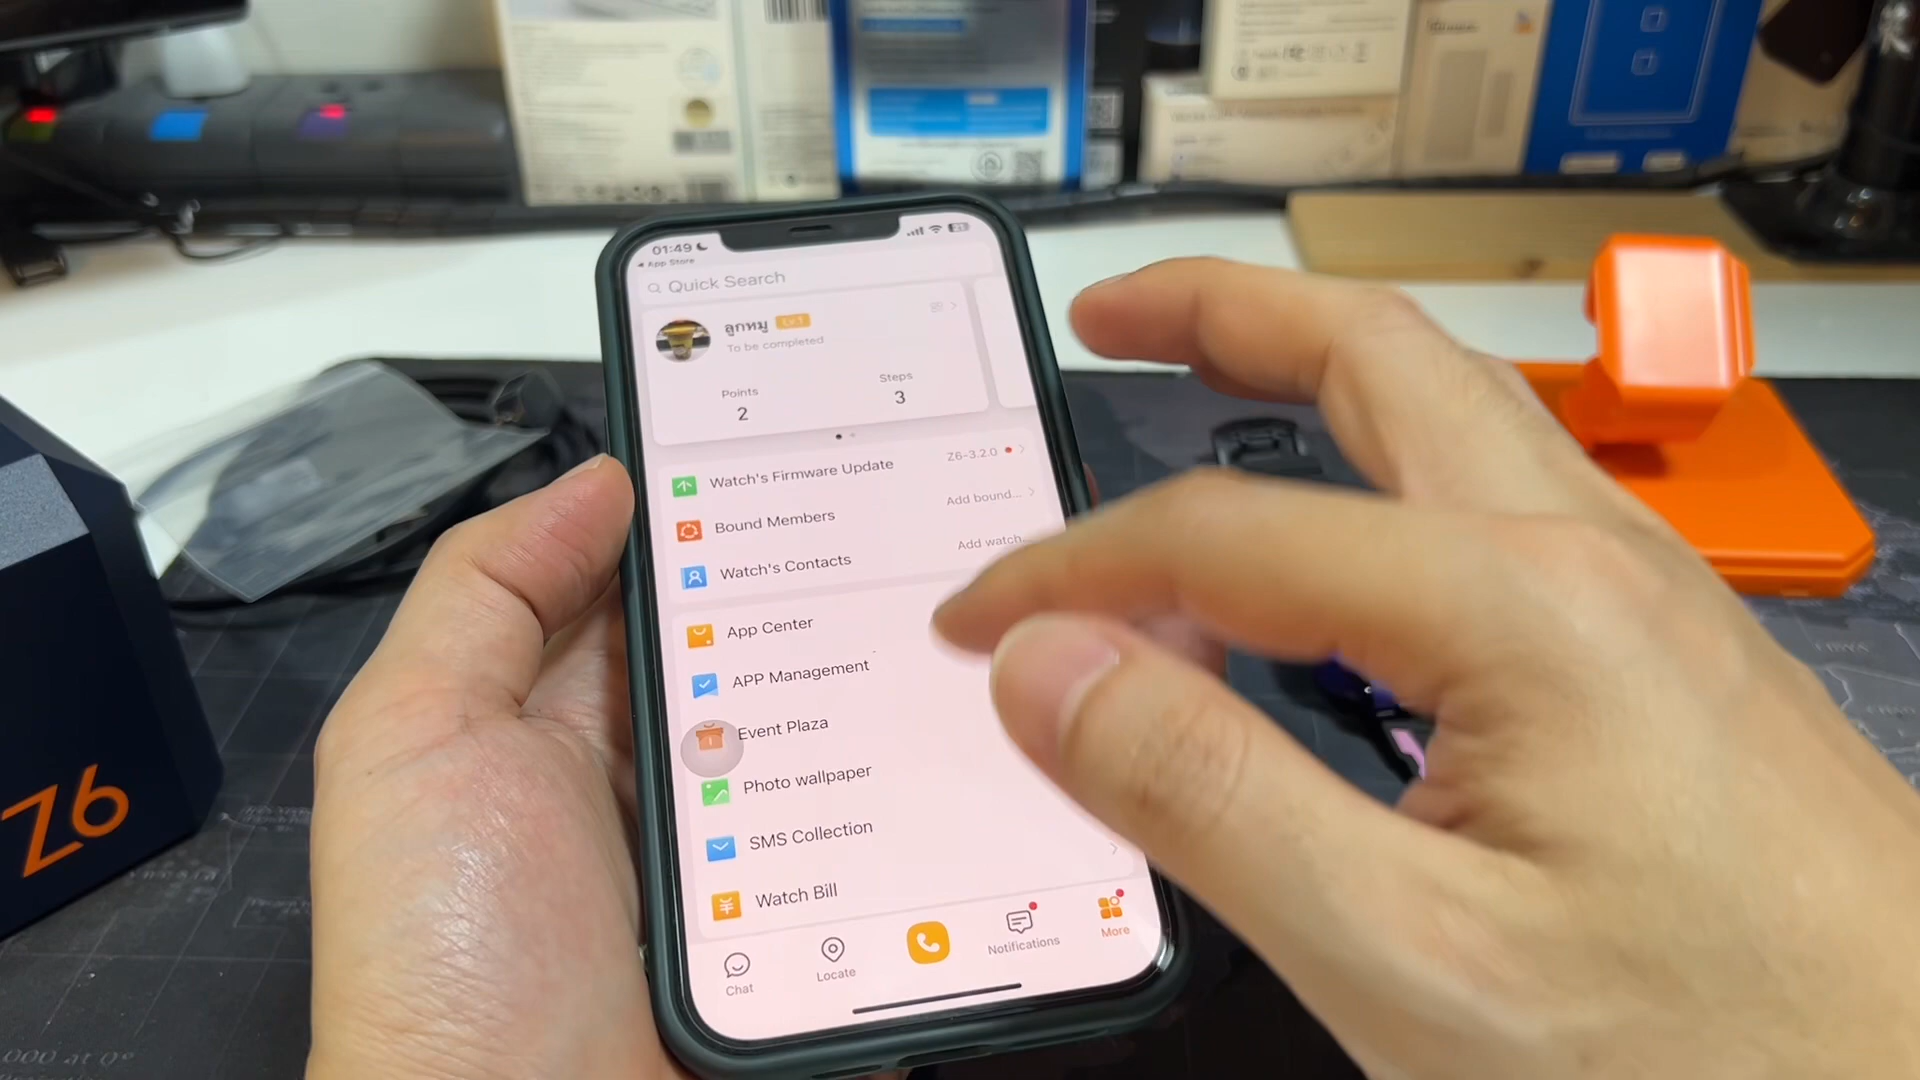 01:49
App Store
Quick Search
ลูกหมู Lv.1
To be completed
Points
2
Steps
3
Watch's Firmware Update Z6-3.2.0
Bound Members Add bound...
Watch's Contacts Add watch...
App Center
APP Management
Event Plaza
Photo wallpaper
SMS Collection
Watch Bill
Chat
Locate
Notifications
More
Z6